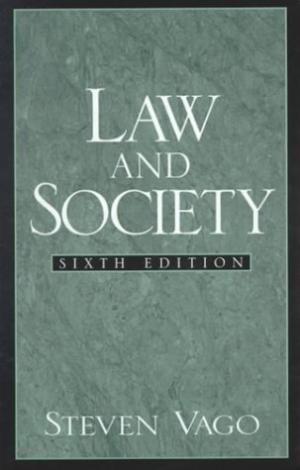 LAW
AND
SOCIETY
SIXTH EDITION
STEVEN VAGO